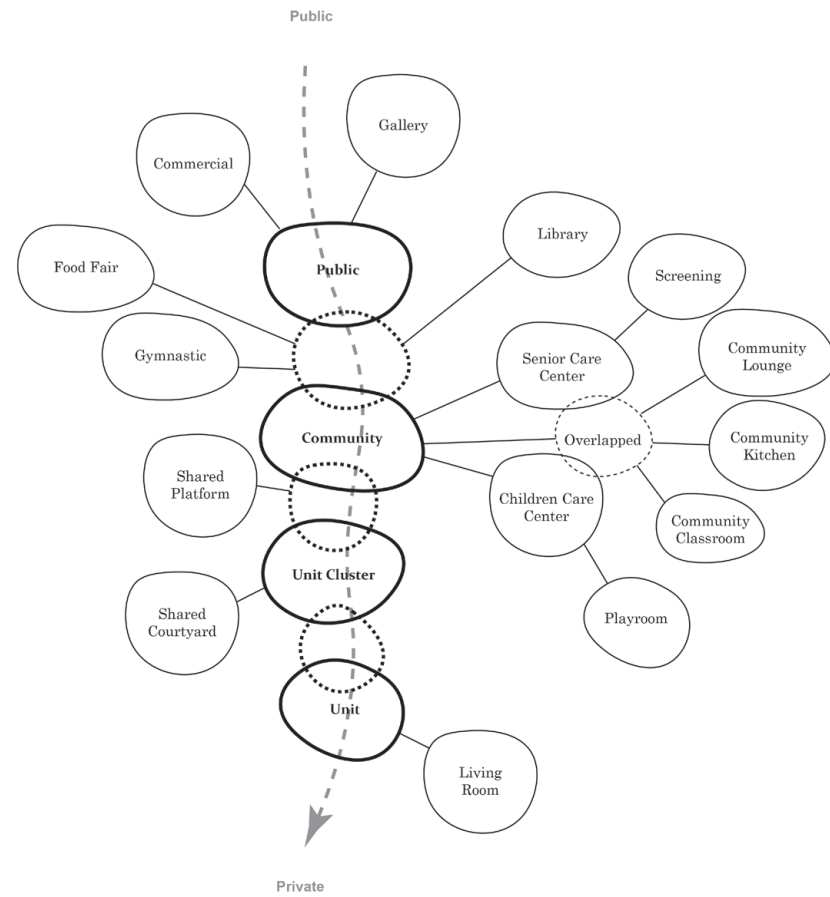 Public
Gallery
Commercial
Library
Food Fair
Public
Screening
Gymnastic
Senior Care
Center
Community
Lounge
Community
Overlapped
Community
Kitchen
Shared
Platform
Children Care
Center
Community
Classroom
Unit Cluster
Shared
Courtyard
Playroom
Unit
Living
Room
Private